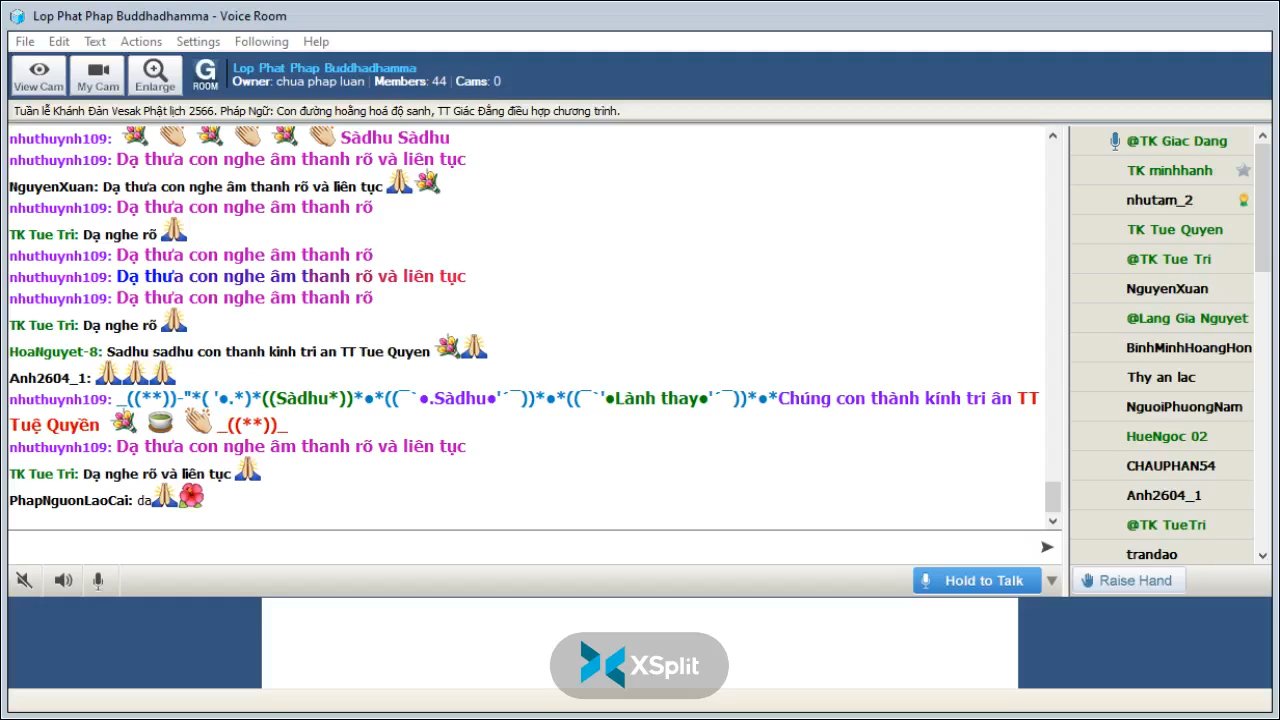 Lop Phat Phap Buddhadhamma - Voice Room
File Edit Text Actions Settings Following Help
View Cam My Cam Enlarge G ROOM
Lop Phat Phap Buddhadhamma
Owner: chua phap luan | Members: 44 | Cams: 0
Tuần lễ Khánh Đản Vesak Phật lịch 2566. Pháp Ngữ: Con đường hoằng hoá độ sanh, TT Giác Đẳng điều hợp chương trình.
nhuthuynh109: Sàdhu Sàdhu
nhuthuynh109: Dạ thưa con nghe âm thanh rõ và liên tục
NguyenXuan: Dạ thưa con nghe âm thanh rõ và liên tục
nhuthuynh109: Dạ thưa con nghe âm thanh rõ
TK Tue Tri: Dạ nghe rõ
nhuthuynh109: Dạ thưa con nghe âm thanh rõ
nhuthuynh109: Dạ thưa con nghe âm thanh rõ và liên tục
nhuthuynh109: Dạ thưa con nghe âm thanh rõ
TK Tue Tri: Dạ nghe rõ
HoaNguyet-8: Sadhu sadhu con thanh kinh tri an TT Tue Quyen
Anh2604_1:
nhuthuynh109: _((**))-"*( '●.*)*((Sàdhu*))*●*((¯`●.Sàdhu●'´¯))*●*((¯`'●Lành thay●'´¯))*●*Chúng con thành kính tri ân TT
Tuệ Quyền _((**))_
nhuthuynh109: Dạ thưa con nghe âm thanh rõ và liên tục
TK Tue Tri: Dạ nghe rõ và liên tục
PhapNguonLaoCai: da
@TK Giac Dang
TK minhhanh
nhutam_2
TK Tue Quyen
@TK Tue Tri
NguyenXuan
@Lang Gia Nguyet
BinhMinhHoangHon
Thy an lac
NguoiPhuongNam
HueNgoc 02
CHAUPHAN54
Anh2604_1
@TK TueTri
trandao
Hold to Talk
Raise Hand
XSplit